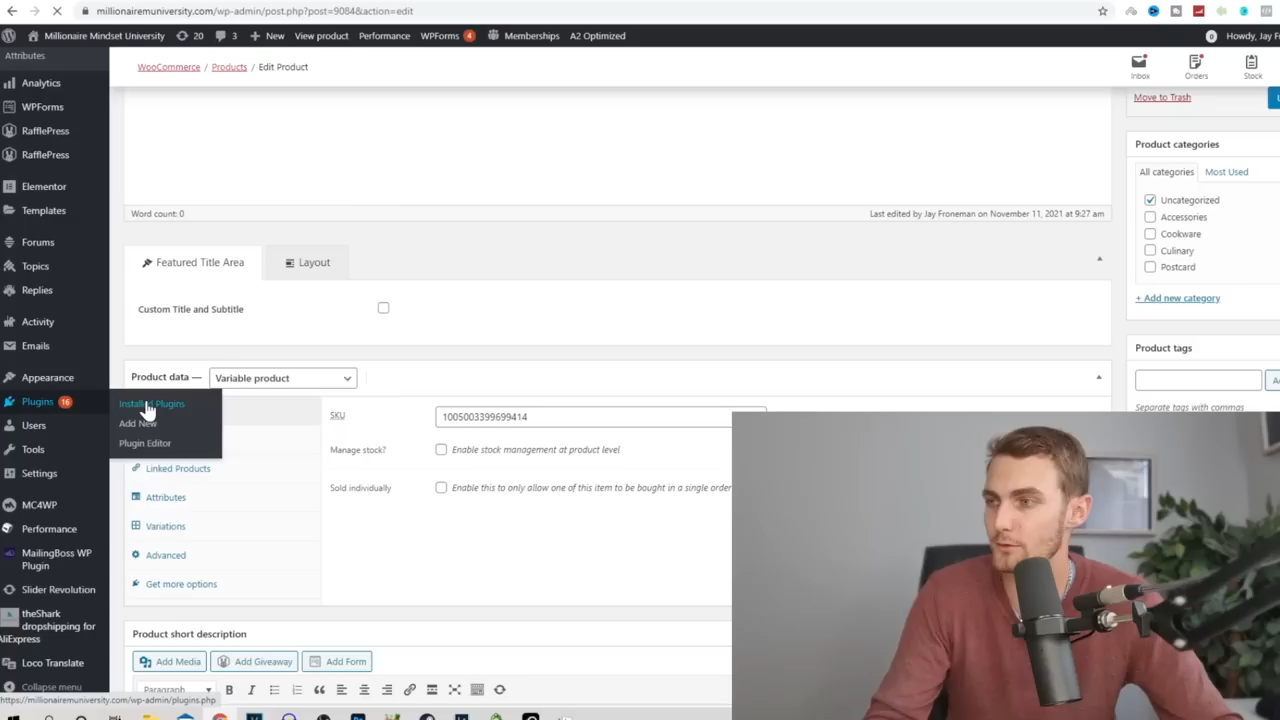 millionairemuniversity.com/wp-admin/post.php?post=9084&action=edit
Millionaire Mindset University 20 3 New View product Performance WPForms 4 Memberships A2 Optimized Howdy, Jay Fr
Attributes
Analytics
WPForms
RafflePress
RafflePress
Elementor
Templates
Forums
Topics
Replies
Activity
Emails
Appearance
Plugins 16
Users
Tools
Settings
MC4WP
Performance
MailingBoss WP
Plugin
Slider Revolution
theShark
dropshipping for
AliExpress
Loco Translate
Collapse menu
Installed Plugins
Add New
Plugin Editor
WooCommerce / Products / Edit Product
Inbox
Orders
Stock
Word count: 0
Last edited by Jay Froneman on November 11, 2021 at 9:27 am
Featured Title Area
Layout
Custom Title and Subtitle
Product data — Variable product
Linked Products
Attributes
Variations
Advanced
Get more options
SKU
1005003399699414
Manage stock?
Enable stock management at product level
Sold individually
Enable this to only allow one of this item to be bought in a single order
Product short description
Add Media
Add Giveaway
Add Form
Paragraph
B I
Move to Trash
Product categories
All categories
Most Used
Uncategorized
Accessories
Cookware
Culinary
Postcard
+ Add new category
Product tags
Separate tags with commas
https://millionairemuniversity.com/wp-admin/plugins.php